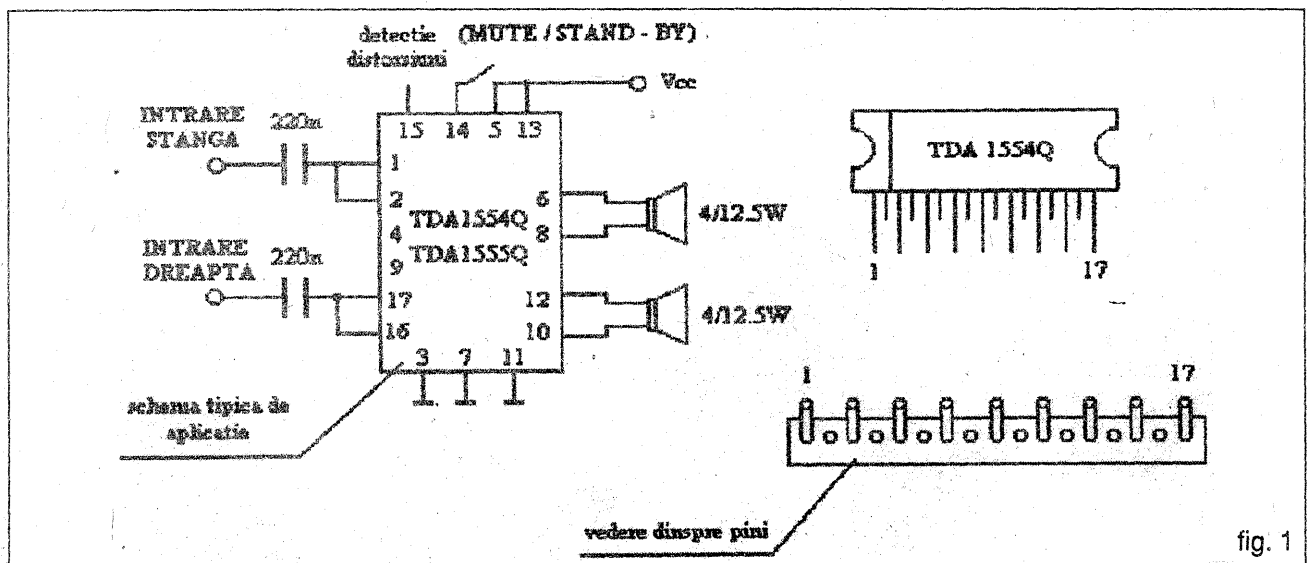 detectie (MUTE / STAND - BY)
distorsiuni
Vcc
INTRARE
STANGA
220n
15 14 5 13
1
2
4
9
17
16
TDA1554Q
TDA1555Q
6
8
12
10
4/12.5W
4/12.5W
INTRARE
DREAPTA
220n
3 7 11
schema tipica de
aplicatie
TDA 1554Q
1 17
1 17
vedere dinspre pini
fig. 1